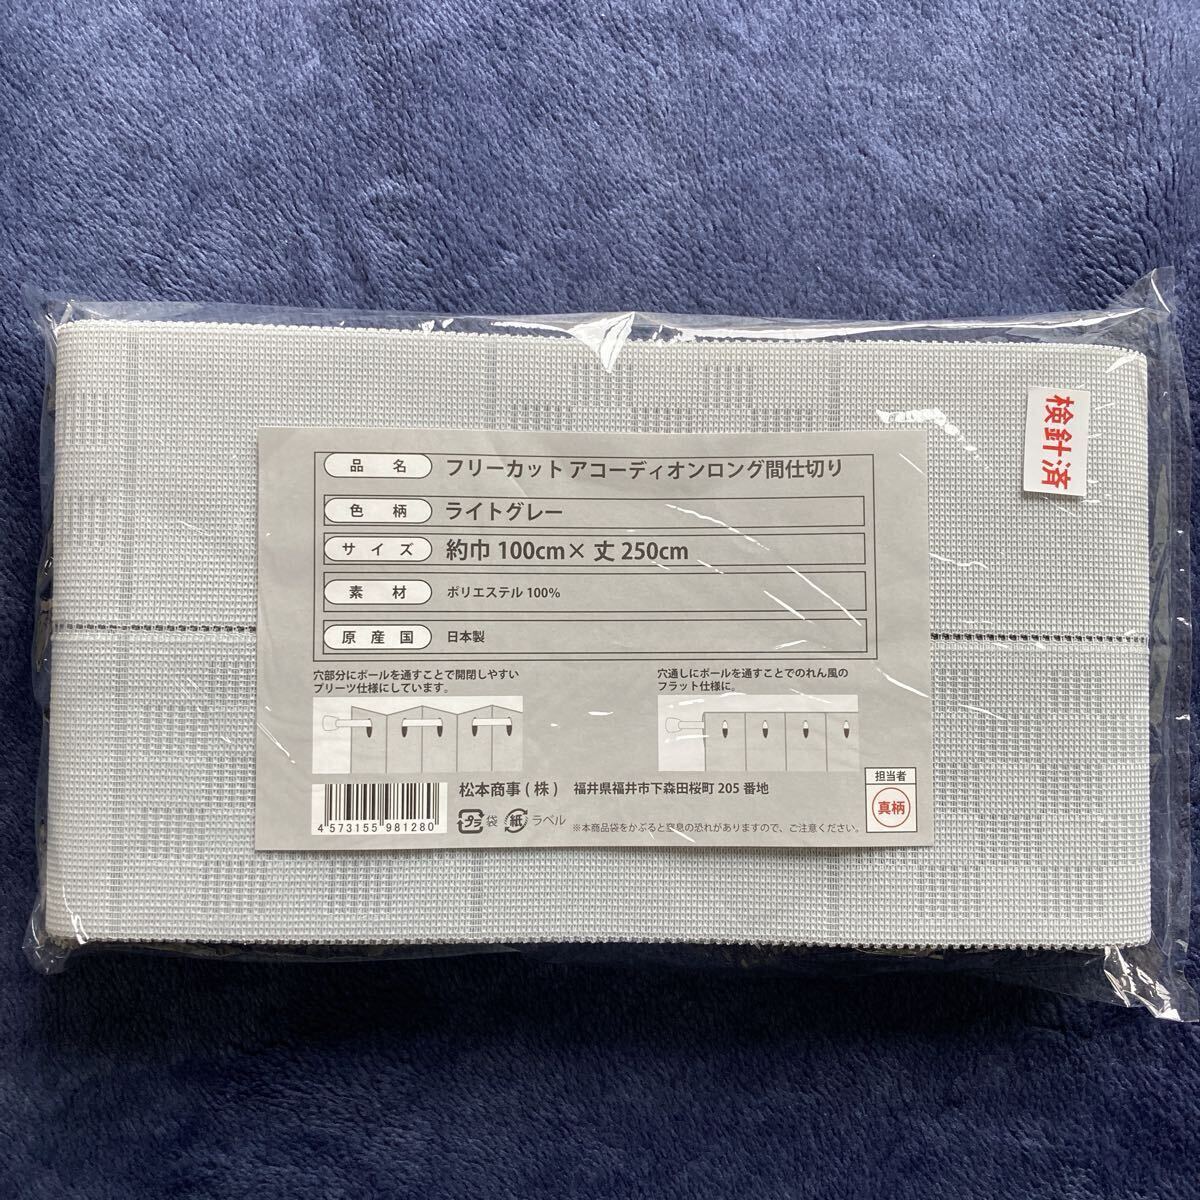 検針済
品名 フリーカット アコーディオンロング間仕切り
色柄 ライトグレー
サイズ 約巾 100cm× 丈 250cm
素材 ポリエステル 100%
原産国 日本製
穴部分にポールを通すことで開閉しやすい
プリーツ仕様にしています。
穴通しにポールを通すことでのれん風の
フラット仕様に。
4 573155 981280
松本商事 ( 株 ) 福井県福井市下森田桜町 205 番地
プラ 袋 紙 ラベル
※本商品袋をかぶると窒息の恐れがありますので、ご注意ください。
担当者
真柄